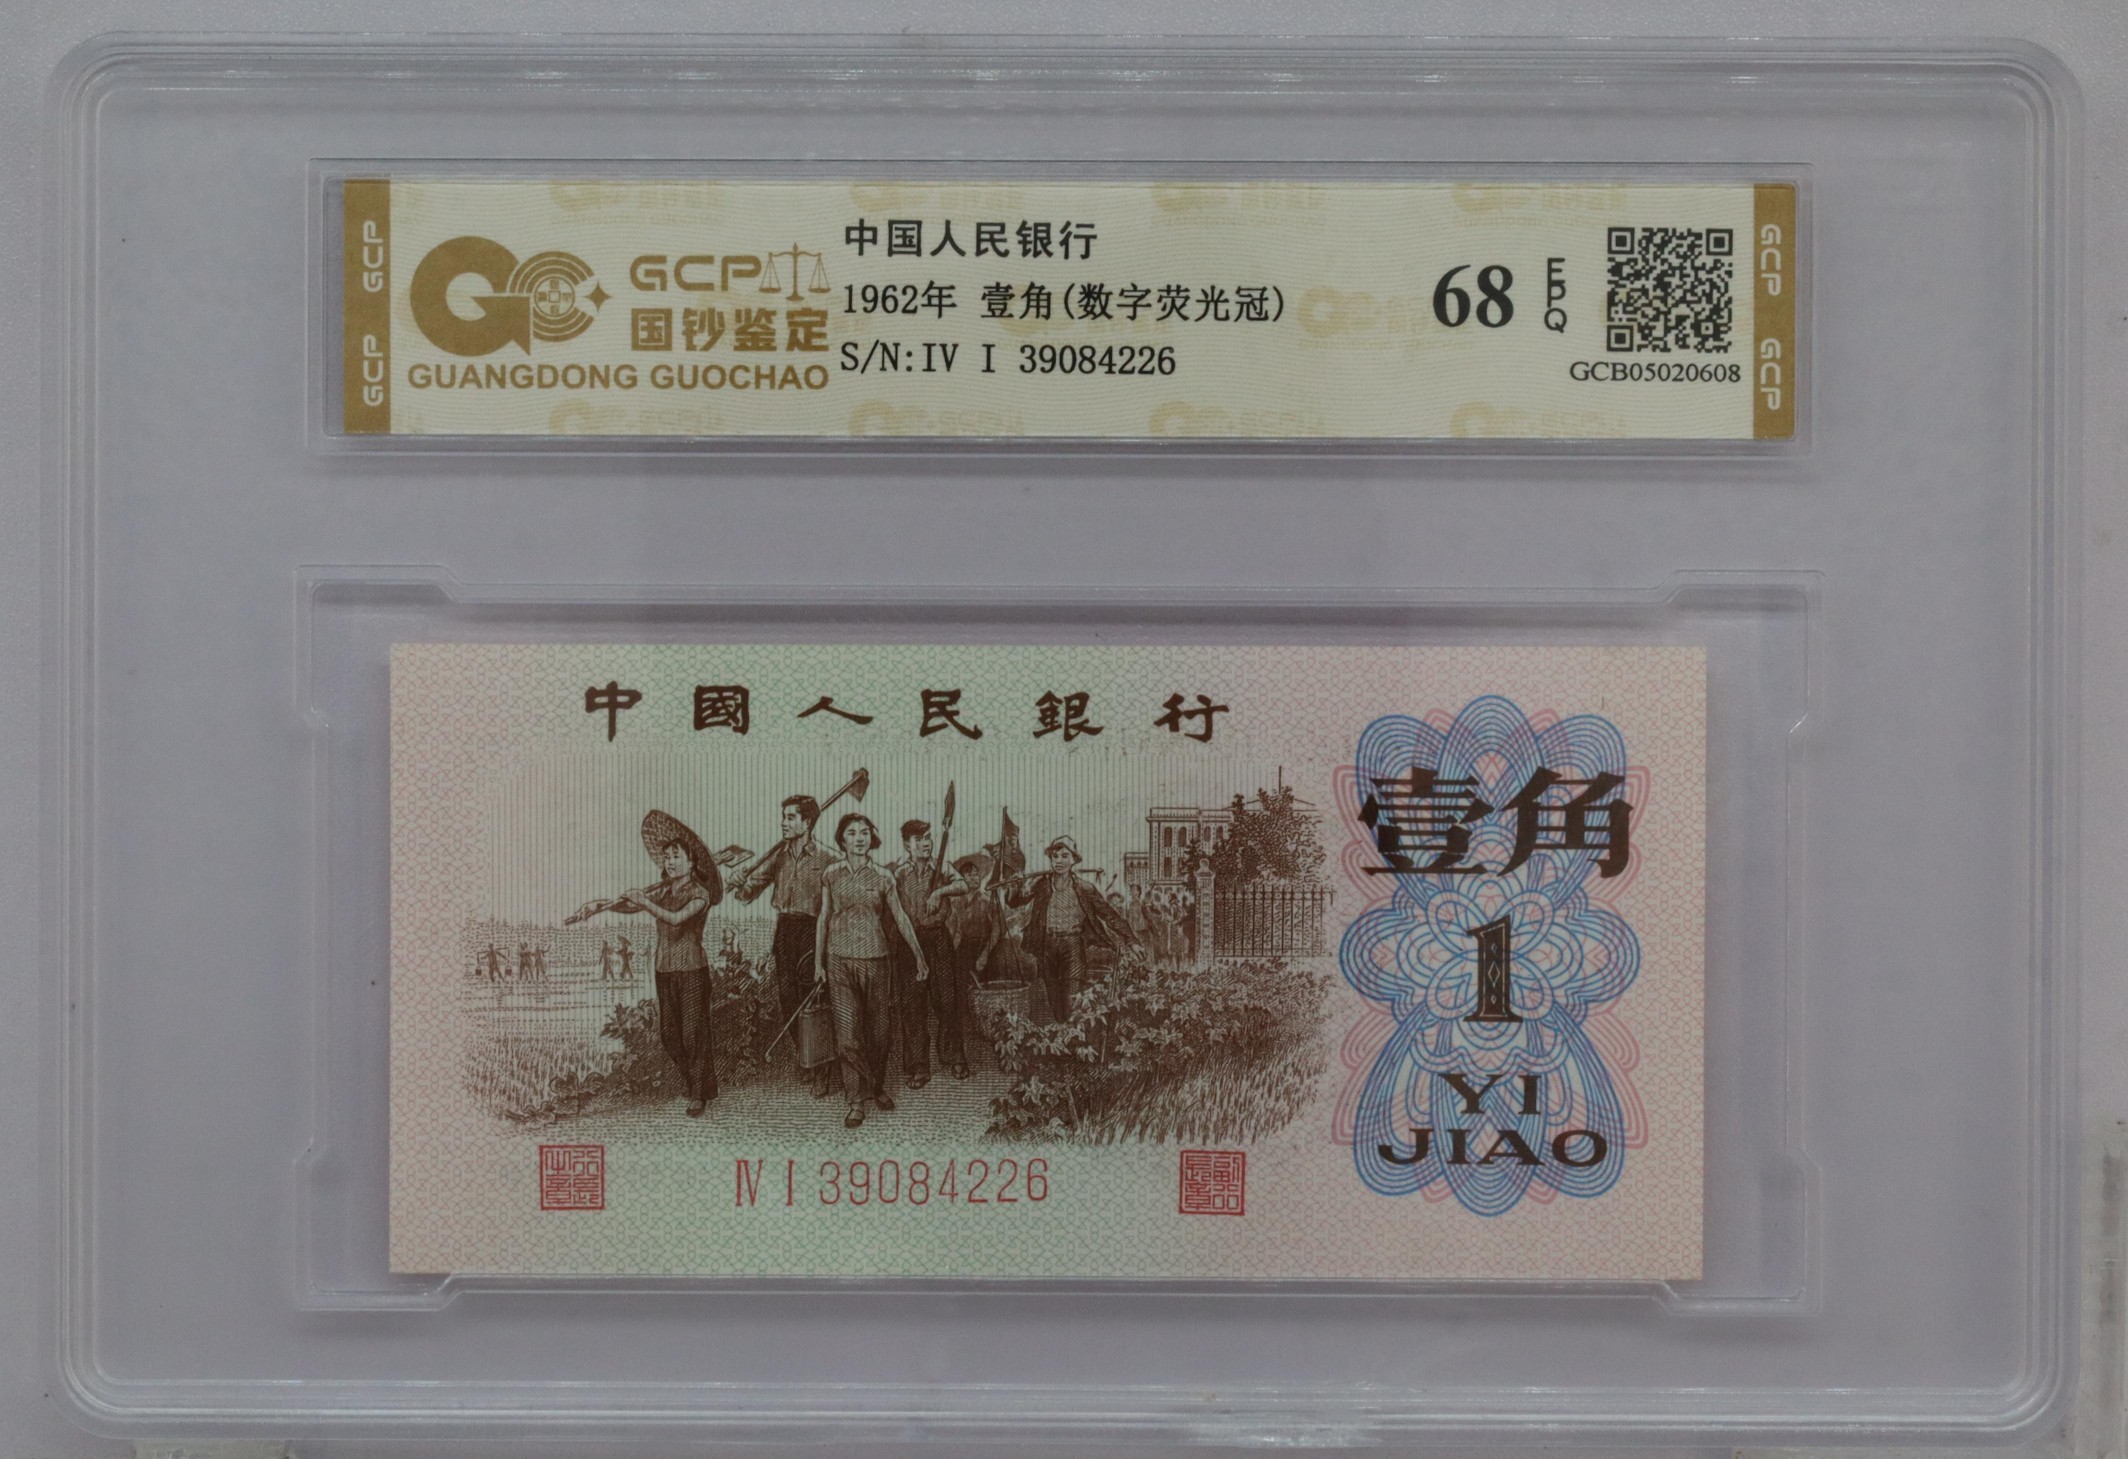 GCP GCP
GCP
国钞鉴定
GUANGDONG GUOCHAO
中国人民银行
1962年 壹角(数字荧光冠)
S/N:IV I 39084226
68 EPQ
GCB05020608
GCP GCP
中國人民銀行
壹角
1
YI
JIAO
Ⅳ Ⅰ 39084226